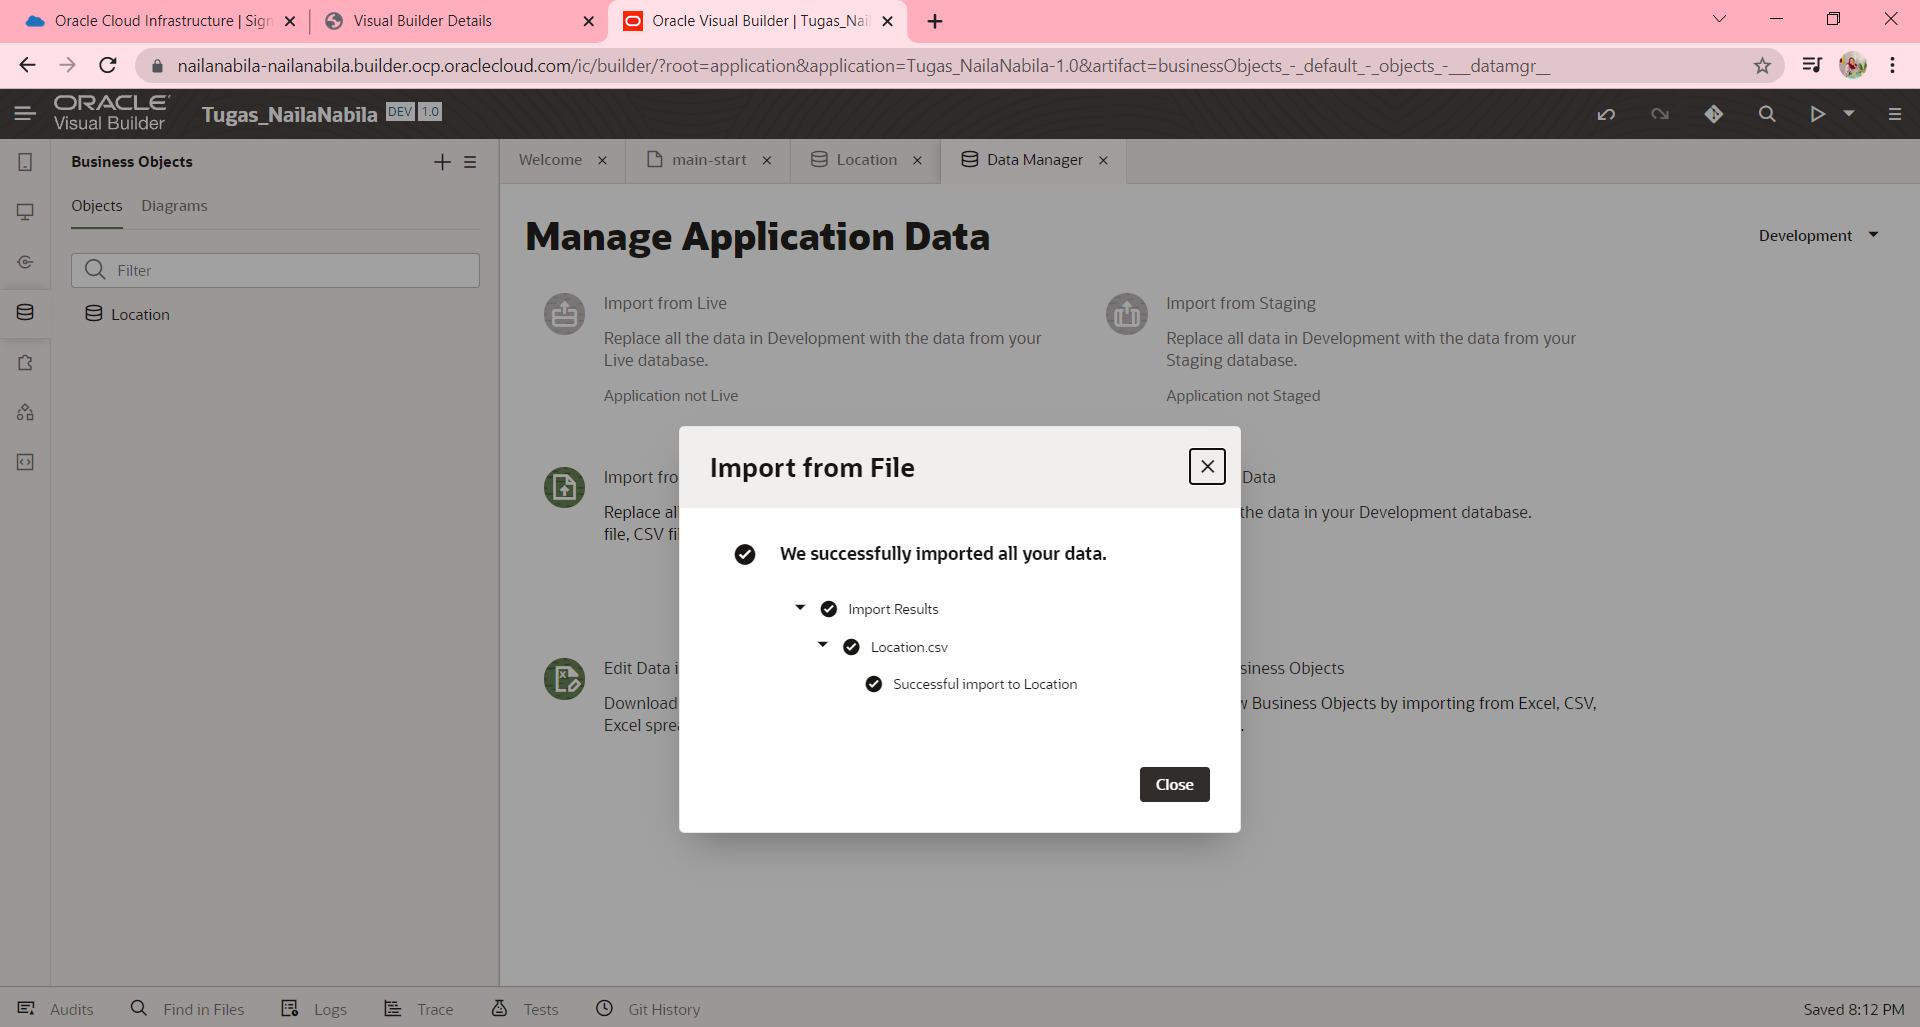 Oracle Cloud Infrastructure | Sign
Visual Builder Details
Oracle Visual Builder | Tugas_Nail
nailanabila-nailanabila.builder.ocp.oraclecloud.com/ic/builder/?root=application&application=Tugas_NailaNabila-1.0&artifact=businessObjects_-_default_-_objects_-___datamgr__
ORACLE
Visual Builder
Tugas_NailaNabila DEV 1.0
Business Objects
Objects Diagrams
Filter
Location
Welcome
main-start
Location
Data Manager
Manage Application Data
Development
Import from Live
Replace all the data in Development with the data from your
Live database.
Application not Live
Import from Staging
Replace all data in Development with the data from your
Staging database.
Application not Staged
Import fro
Replace al
file, CSV fi
Data
the data in your Development database.
Edit Data i
Download
Excel spre
siness Objects
w Business Objects by importing from Excel, CSV,
.
Import from File
We successfully imported all your data.
Import Results
Location.csv
Successful import to Location
Close
Audits
Find in Files
Logs
Trace
Tests
Git History
Saved 8:12 PM